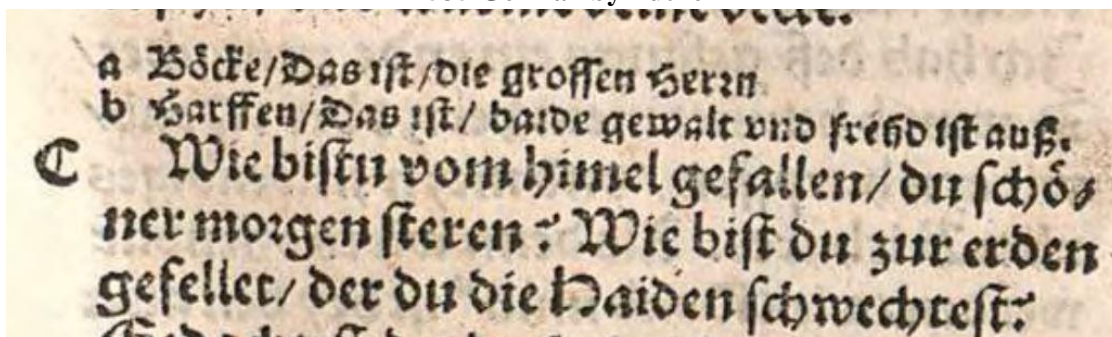 a Böcke/Das ist/die grossen Herrn
b Harffen/Das ist/ baide gewalt vnd frewd ist auß.
C Wie bistu vom himel gefallen/ du schö⸗
ner morgen steren? Wie bist du zur erden
gefellet/ der du die Haiden schwechtest?